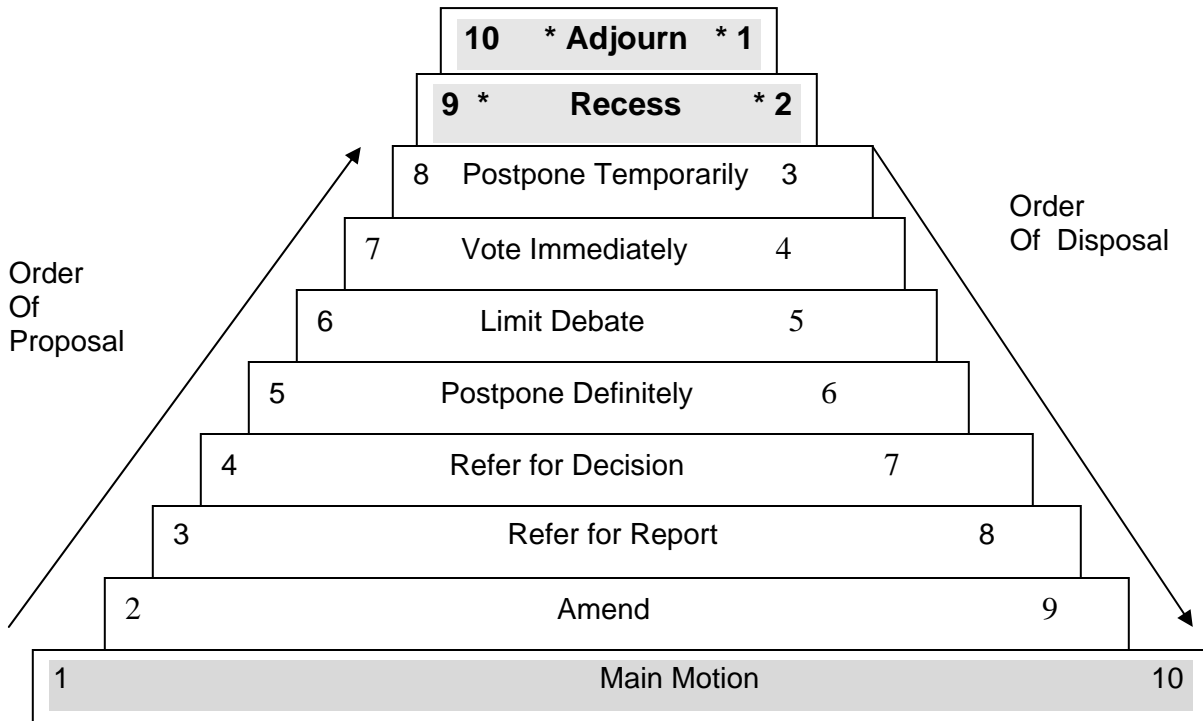 10 * Adjourn * 1
9 * Recess * 2
8 Postpone Temporarily 3
7 Vote Immediately 4
6 Limit Debate 5
5 Postpone Definitely 6
4 Refer for Decision 7
3 Refer for Report 8
2 Amend 9
1 Main Motion 10
Order
Of
Proposal
Order
Of Disposal